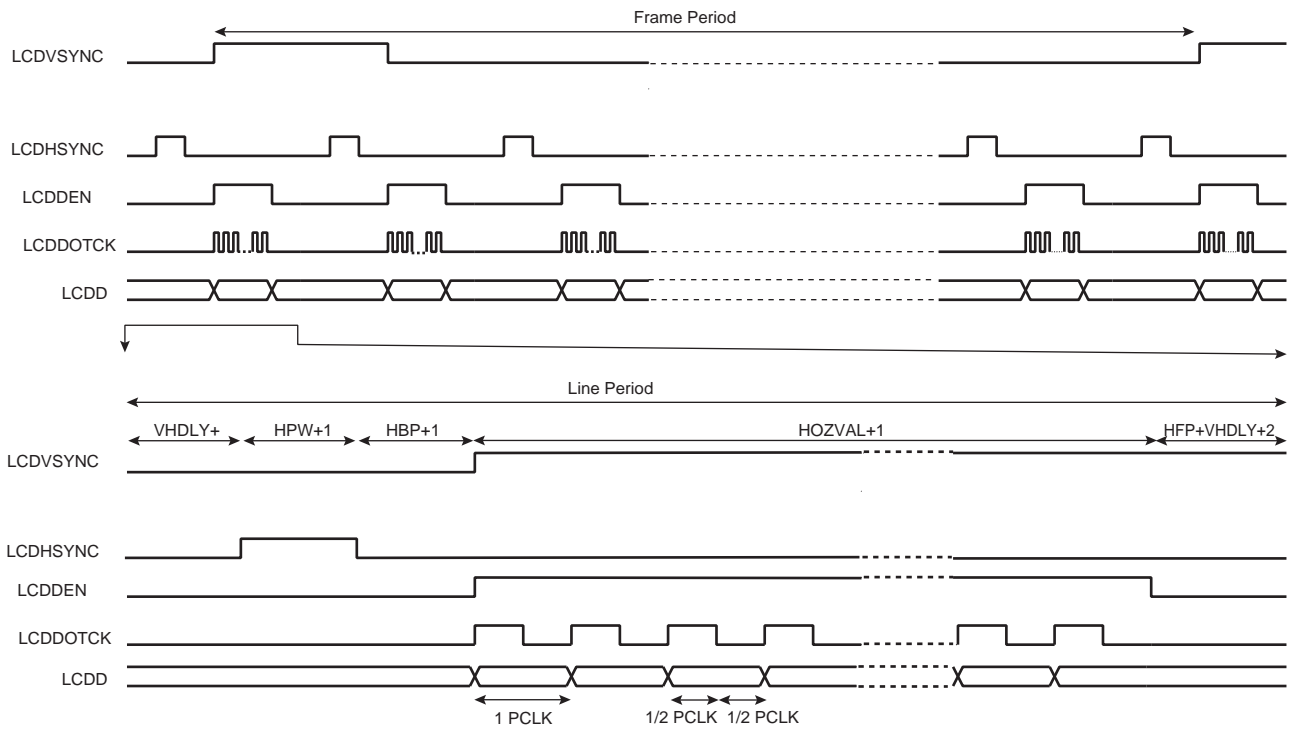 Frame Period
LCDVSYNC
LCDHSYNC
LCDDEN
LCDDOTCK
LCDD
Line Period
VHDLY+ HPW+1 HBP+1 HOZVAL+1 HFP+VHDLY+2
LCDVSYNC
LCDHSYNC
LCDDEN
LCDDOTCK
LCDD
1 PCLK 1/2 PCLK 1/2 PCLK